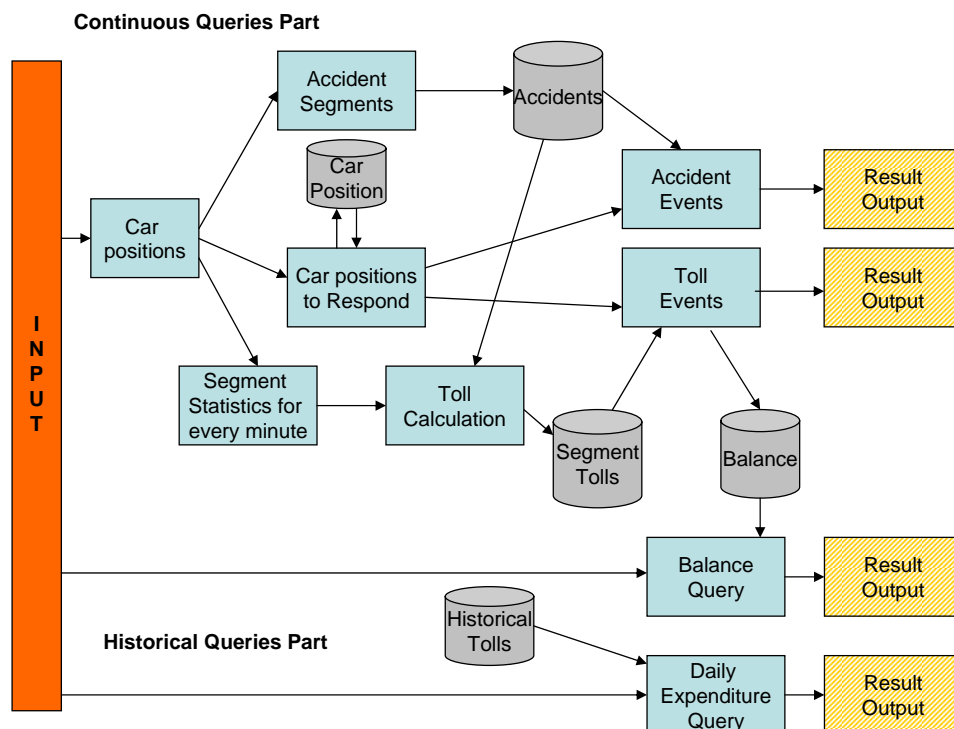 Continuous Queries Part
Accident
Segments
Accidents
Car
Position
Accident
Events
Result
Output
Car
positions
Car positions
to Respond
Toll
Events
Result
Output
I
N
P
U
T
Segment
Statistics for
every minute
Toll
Calculation
Segment
Tolls
Balance
Balance
Query
Result
Output
Historical Queries Part
Historical
Tolls
Daily
Expenditure
Query
Result
Output